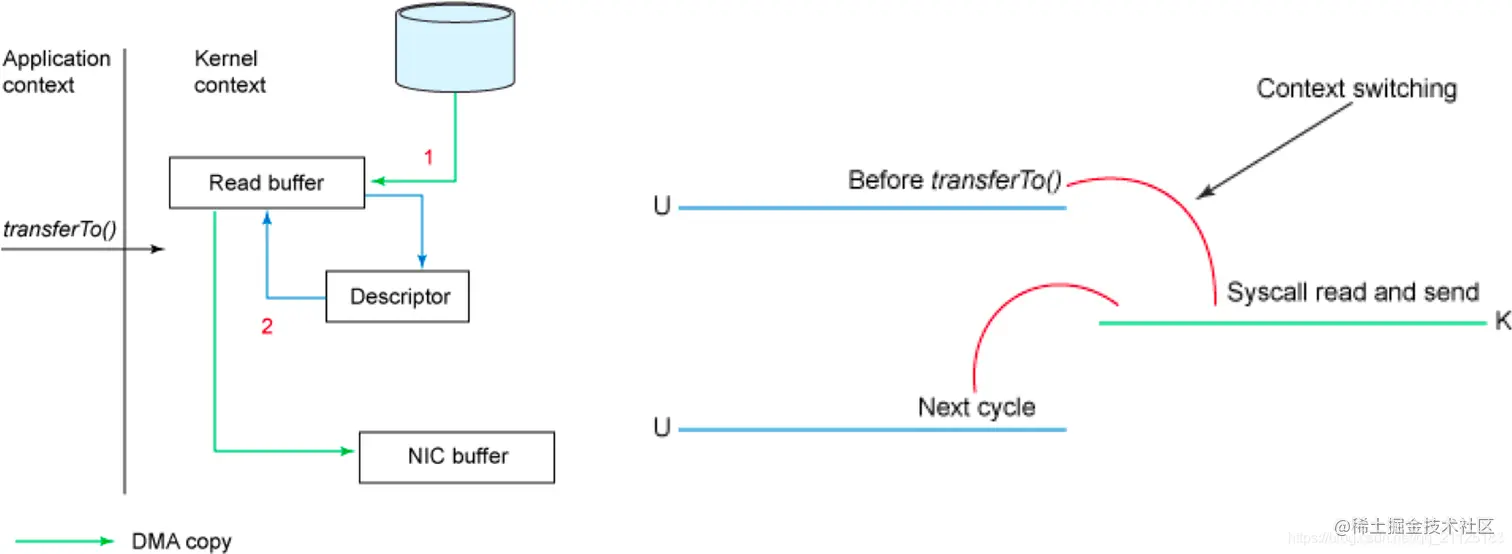 Application
context
Kernel
context
1
Read buffer
transferTo()
Descriptor
2
NIC buffer
DMA copy
Context switching
Before transferTo()
U
Syscall read and send
K
Next cycle
U
@稀土掘金技术社区